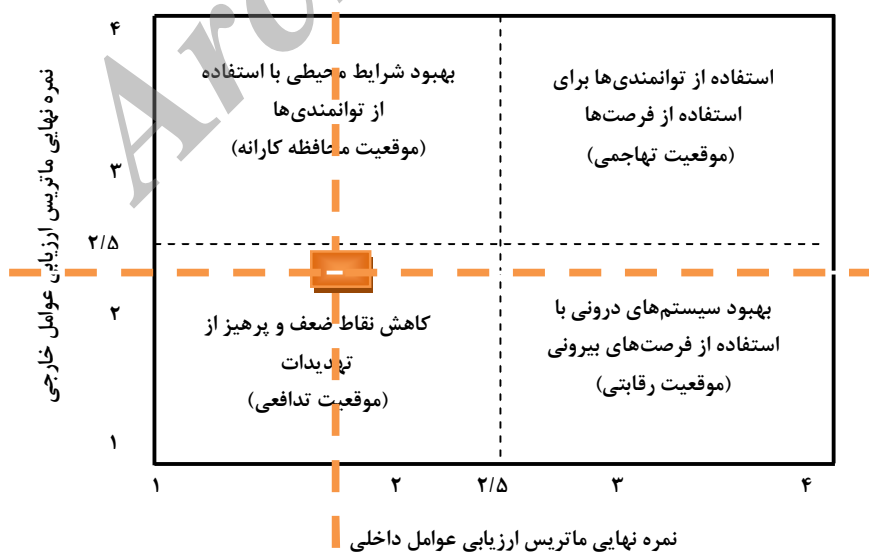 ۴
۳
۲/۵
۲
۱
نمره نهایی ماتریس ارزیابی عوامل خارجی
استفاده از توانمندی‌ها برای
استفاده از فرصت‌ها
(موقعیت تهاجمی)
بهبود شرایط محیطی با استفاده
از توانمندی‌ها
(موقعیت محافظه کارانه)
بهبود سیستم‌های درونی با
استفاده از فرصت‌های بیرونی
(موقعیت رقابتی)
کاهش نقاط ضعف و پرهیز از
تهدیدات
(موقعیت تدافعی)
۱ ۲ ۲/۵ ۳ ۴
نمره نهایی ماتریس ارزیابی عوامل داخلی